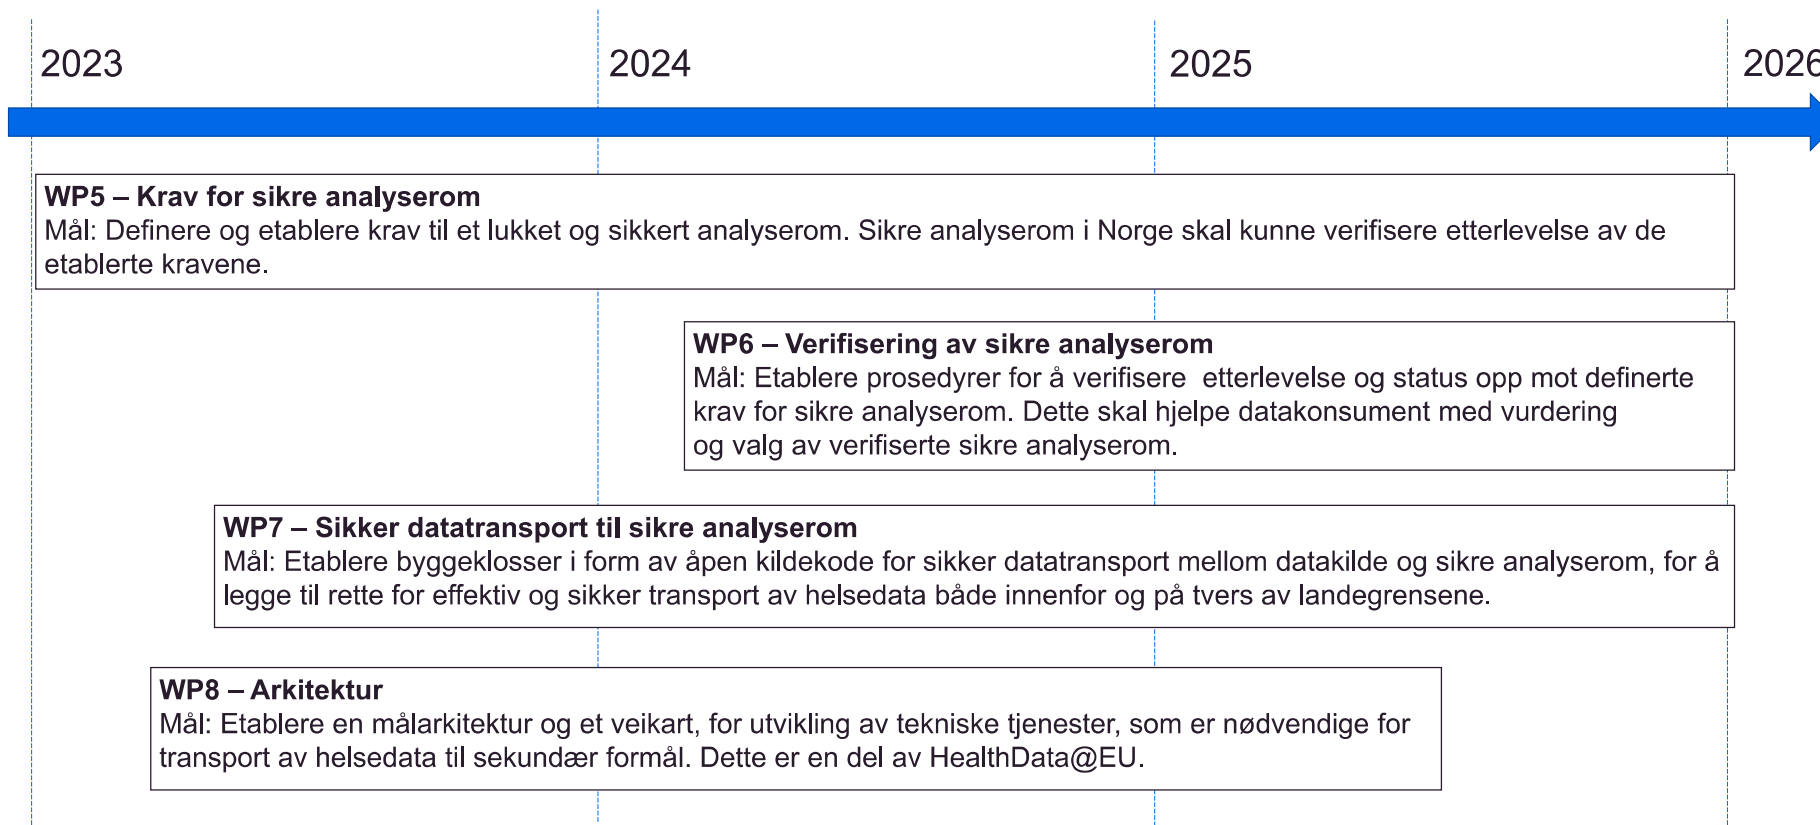 2023
2024
2025
2026
WP5 – Krav for sikre analyserom
Mål: Definere og etablere krav til et lukket og sikkert analyserom. Sikre analyserom i Norge skal kunne verifisere etterlevelse av de
etablerte kravene.
WP6 – Verifisering av sikre analyserom
Mål: Etablere prosedyrer for å verifisere  etterlevelse og status opp mot definerte
krav for sikre analyserom. Dette skal hjelpe datakonsument med vurdering
og valg av verifiserte sikre analyserom.
WP7 – Sikker datatransport til sikre analyserom
Mål: Etablere byggeklosser i form av åpen kildekode for sikker datatransport mellom datakilde og sikre analyserom, for å
legge til rette for effektiv og sikker transport av helsedata både innenfor og på tvers av landegrensene.
WP8 – Arkitektur
Mål: Etablere en målarkitektur og et veikart, for utvikling av tekniske tjenester, som er nødvendige for
transport av helsedata til sekundær formål. Dette er en del av HealthData@EU.